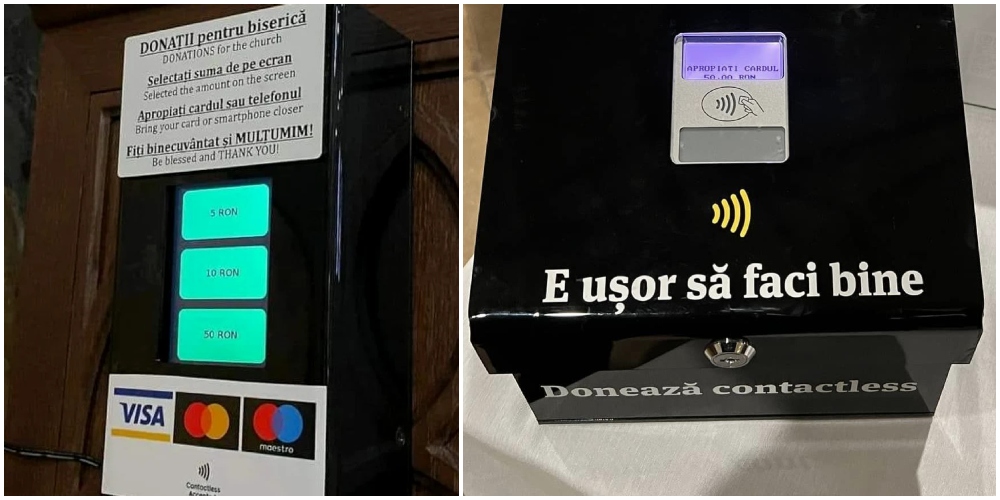 DONATII pentru biserică
DONATIONS for the church
Selectați suma de pe ecran
Selected the amount on the screen
Apropiați cardul sau telefonul
Bring your card or smartphone closer
Fiți binecuvântat și MULȚUMIM!
Be blessed and THANK YOU!
5 RON
10 RON
50 RON
VISA
maestro
Contactless
APROPIATI CARDUL
50.00 RON
E ușor să faci bine
Donează contactless